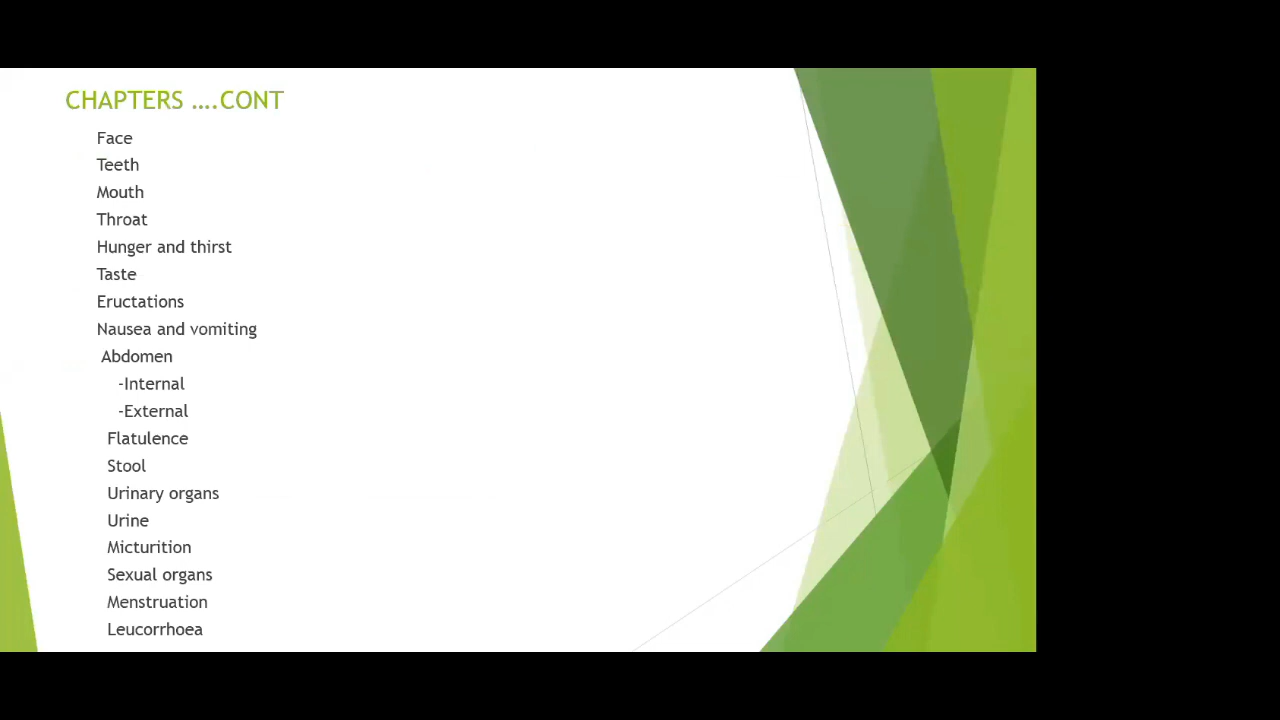 CHAPTERS ....CONT
Face
Teeth
Mouth
Throat
Hunger and thirst
Taste
Eructations
Nausea and vomiting
Abdomen
-Internal
-External
Flatulence
Stool
Urinary organs
Urine
Micturition
Sexual organs
Menstruation
Leucorrhoea